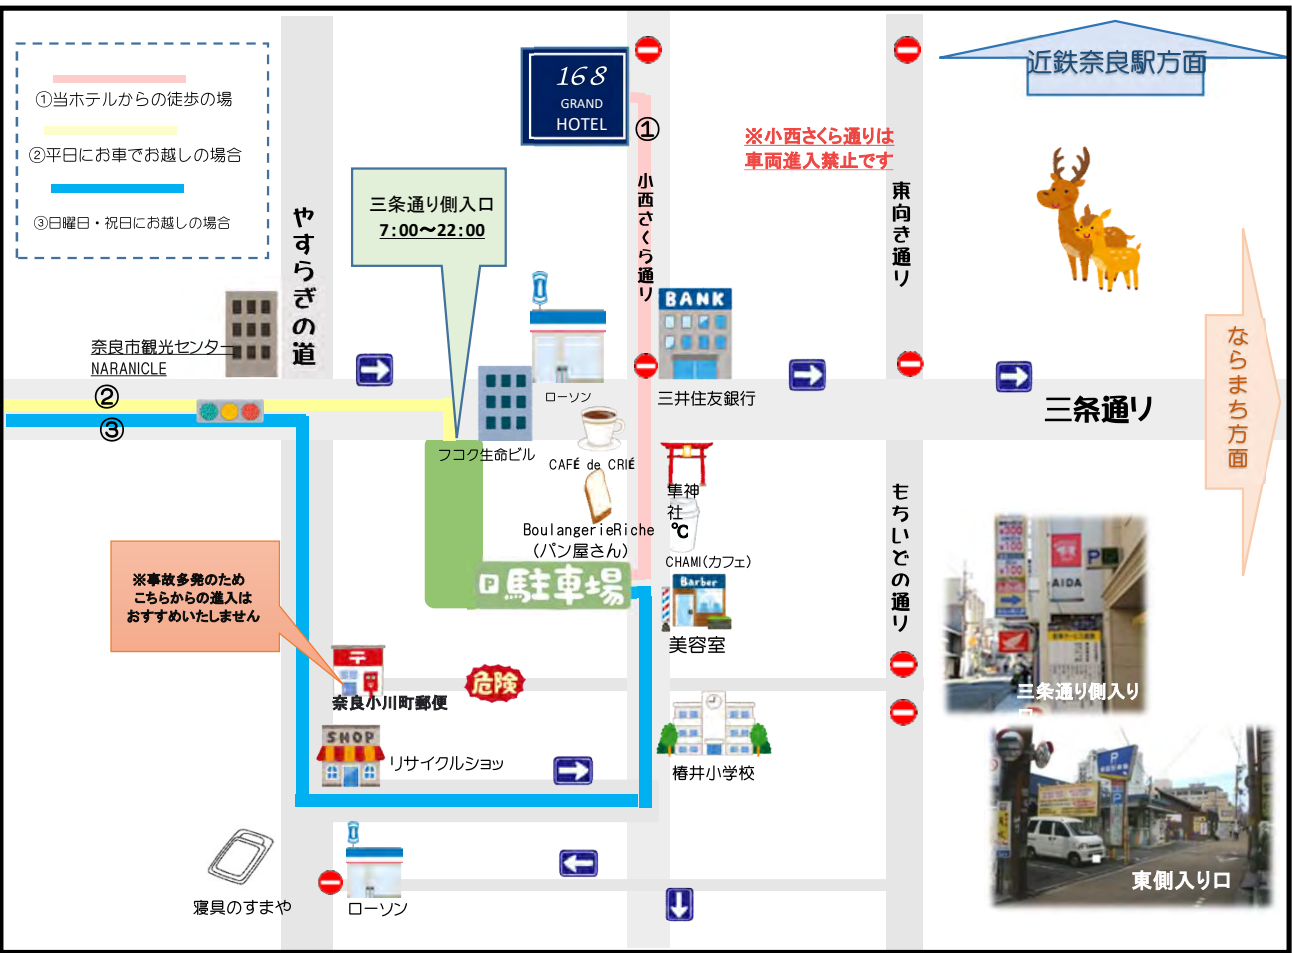 ①当ホテルからの徒歩の場
②平日にお車でお越しの場合
③日曜日・祝日にお越しの場合
168
GRAND
HOTEL
①
近鉄奈良駅方面
※小西さくら通りは
車両進入禁止です
三条通り側入口
7:00～22:00
やすらぎの道
小西さくら通り
東向き通り
ならまち方面
BANK
奈良市観光センター
NARANICLE
②
③
ローソン
三井住友銀行
三条通り
フコク生命ビル
CAFÉ de CRIÉ
隼神
社
℃
BoulangerieRiche
(パン屋さん)
CHAMI(カフェ)
もちいどの通り
P駐車場
Barber
美容室
※事故多発のため
こちらからの進入は
おすすめいたしません
〒
奈良小川町郵便
危険
SHOP
リサイクルショッ
椿井小学校
寝具のすまや
ローソン
¥300
¥100
¥100
AIDA
P
三条通り側入り
P
東側入り口